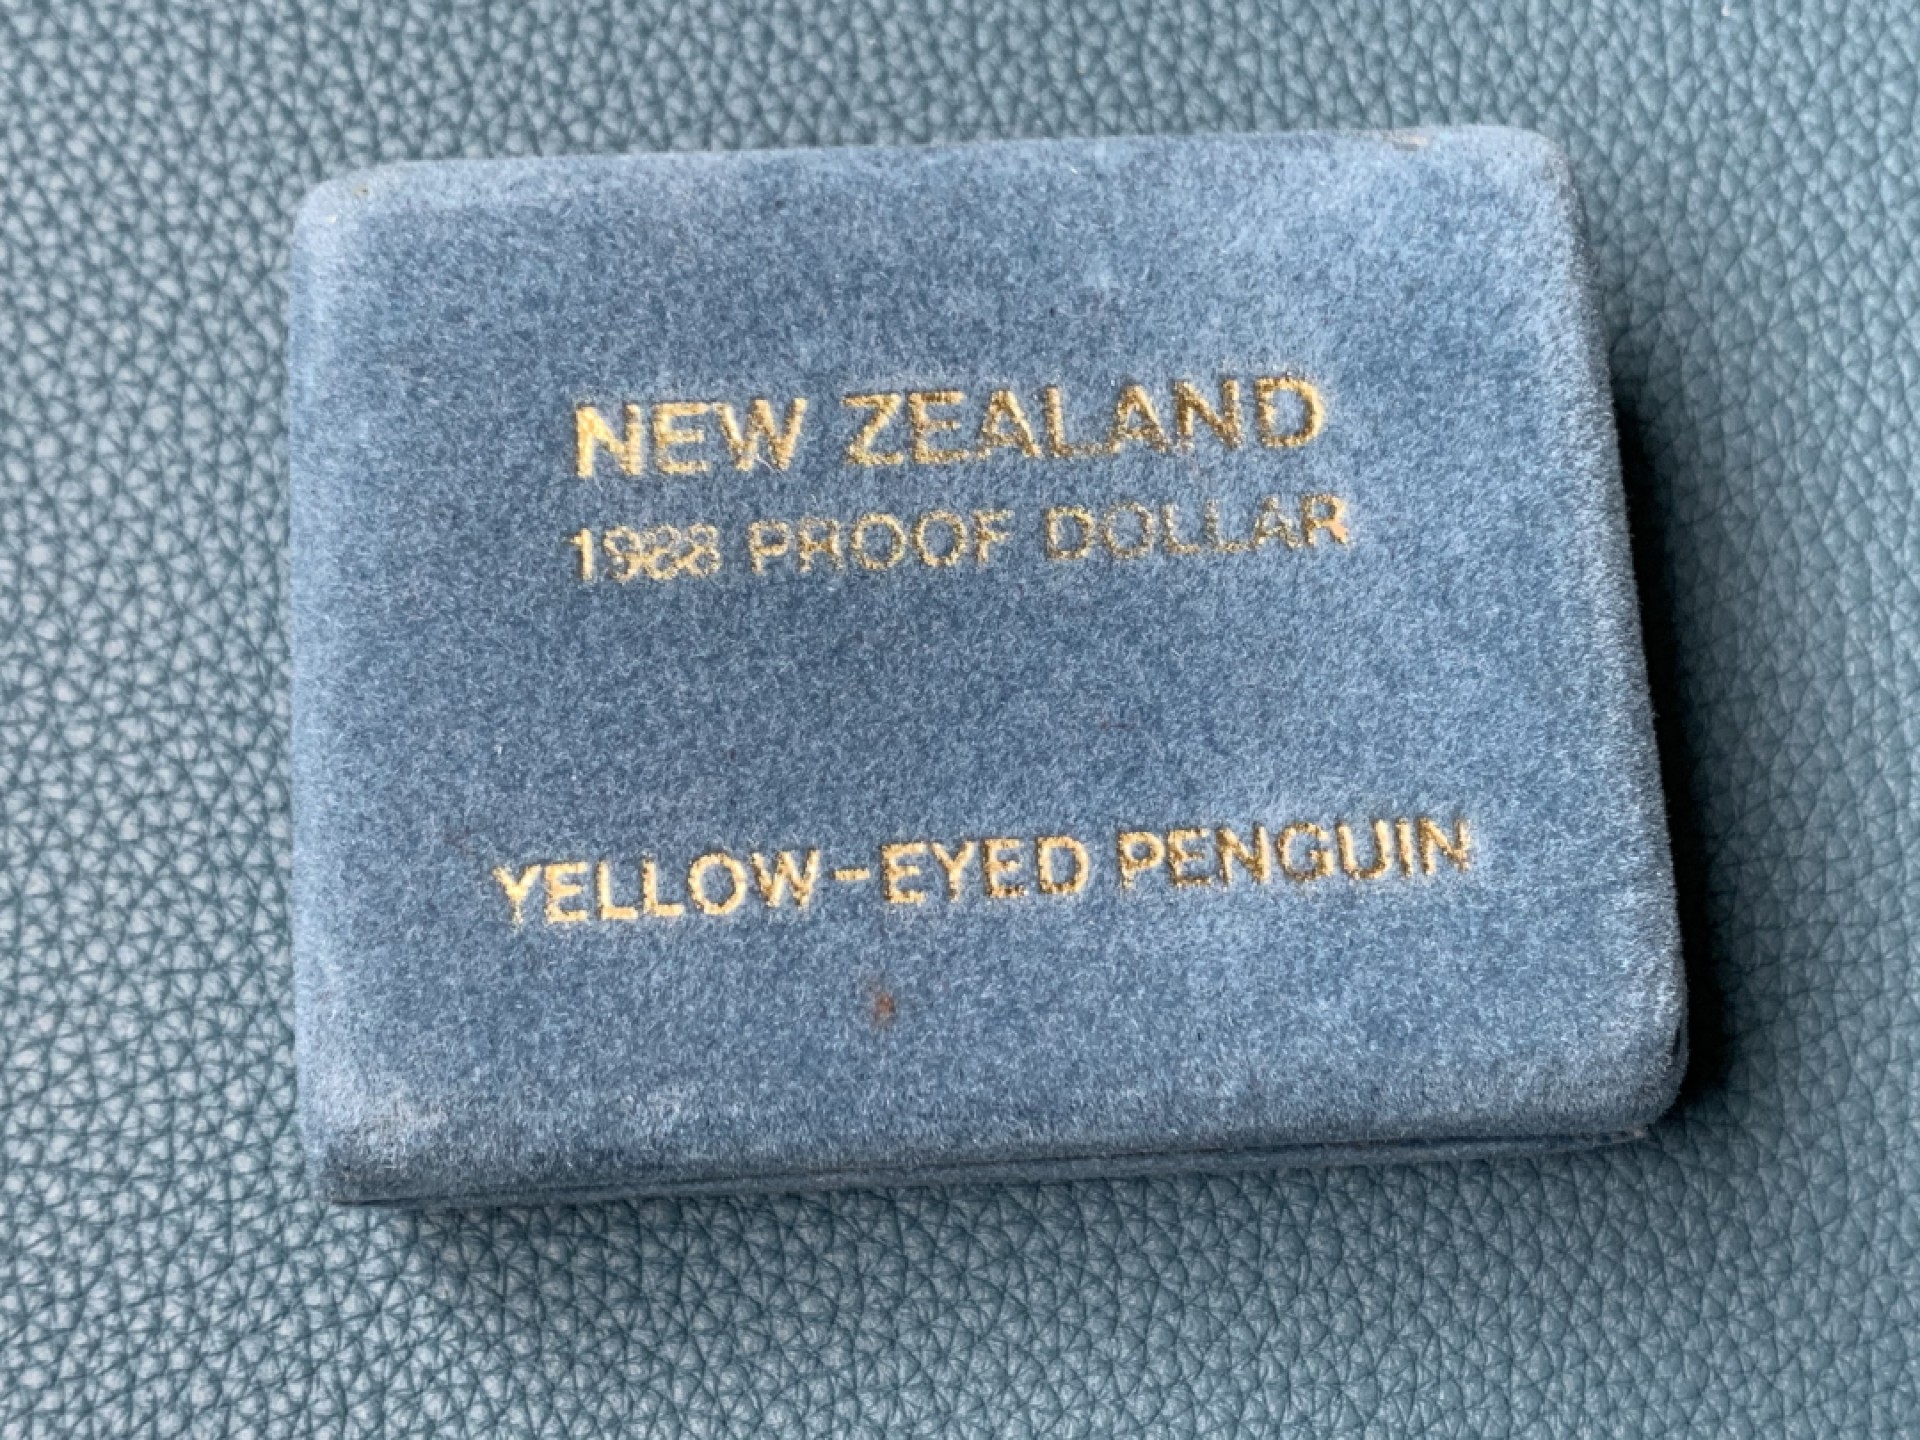 NEW ZEALAND
1988 PROOF DOLLAR
YELLOW-EYED PENGUIN